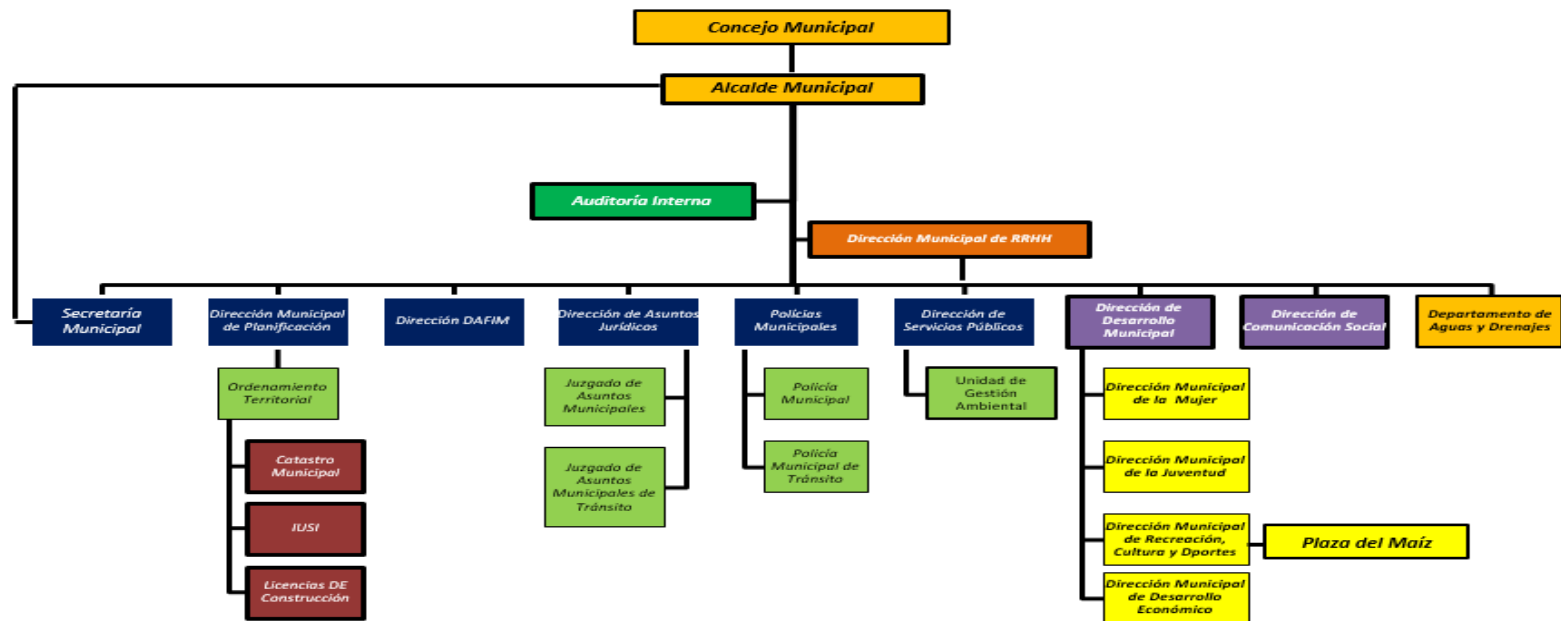 Concejo Municipal
Alcalde Municipal
Auditoría Interna
Dirección Municipal de RRHH
Secretaría
Municipal
Dirección Municipal
de Planificación
Dirección DAFIM
Dirección de Asuntos
Jurídicos
Polícias
Municipales
Dirección de
Servicios Públicos
Dirección de
Desarrollo
Municipal
Dirección de
Comunicación Social
Departamento de
Aguas y Drenajes
Ordenamiento
Territorial
Juzgado de
Asuntos
Municipales
Policía
Municipal
Unidad de
Gestión
Ambiental
Dirección Municipal
de la Mujer
Catastro
Municipal
Juzgado de
Asuntos
Municipales de
Tránsito
Policía
Municipal de
Tránsito
Dirección Municipal
de la Juventud
IUSI
Dirección Municipal
de Recreación,
Cultura y Dportes
Plaza del Maíz
Licencias DE
Construcción
Dirección Municipal
de Desarrollo
Económico